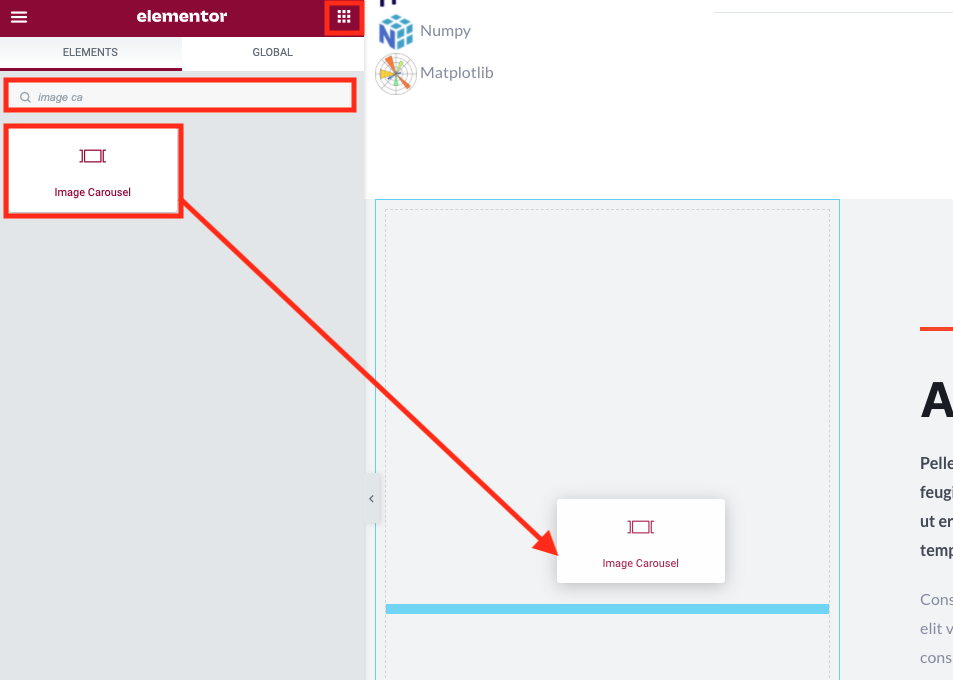 elementor
ELEMENTS
GLOBAL
image ca
Image Carousel
Numpy
Matplotlib
Image Carousel
A
Pelle
feugi
ut er
temp
Cons
elit v
cons